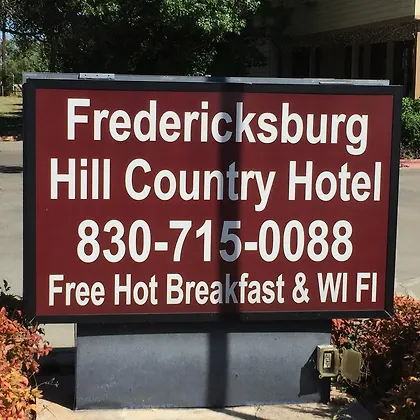 Fredericksburg
Hill Country Hotel
830-715-0088
Free Hot Breakfast & WI FI